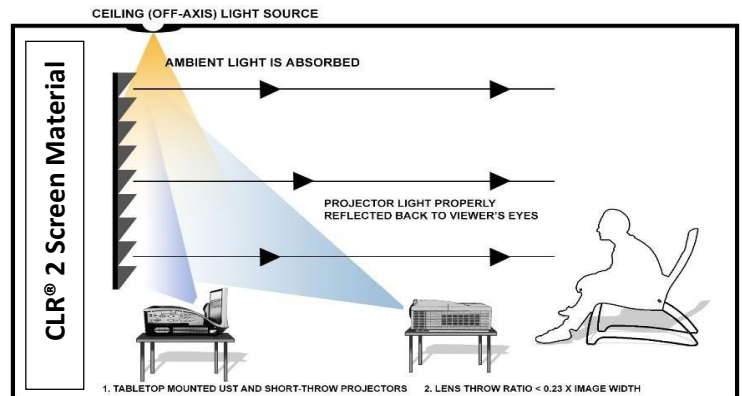 CEILING (OFF-AXIS) LIGHT SOURCE
CLR® 2 Screen Material
AMBIENT LIGHT IS ABSORBED
PROJECTOR LIGHT PROPERLY
REFLECTED BACK TO VIEWER'S EYES
1. TABLETOP MOUNTED UST AND SHORT-THROW PROJECTORS 2. LENS THROW RATIO < 0.23 X IMAGE WIDTH